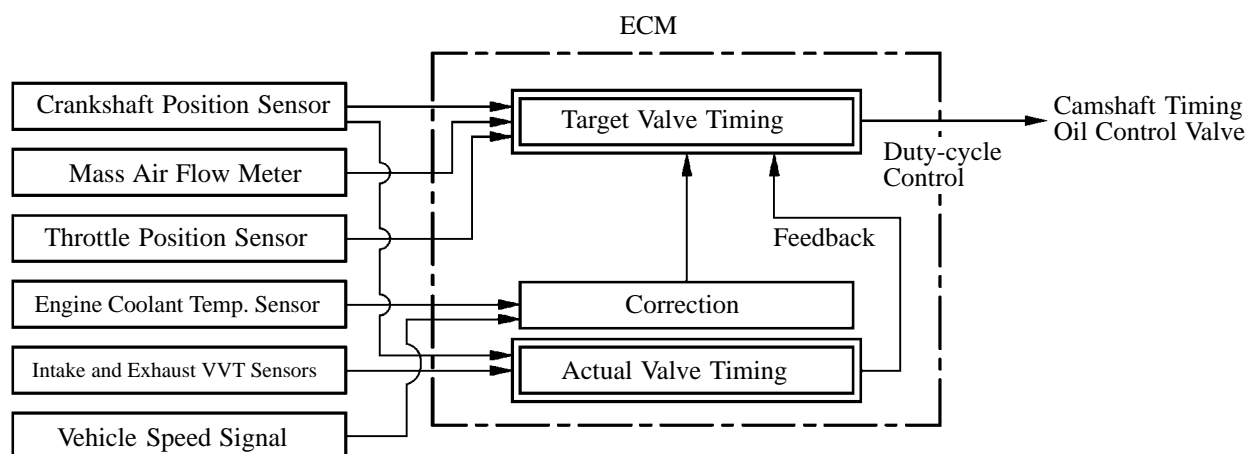 ECM
Crankshaft Position Sensor
Mass Air Flow Meter
Throttle Position Sensor
Engine Coolant Temp. Sensor
Intake and Exhaust VVT Sensors
Vehicle Speed Signal
Target Valve Timing
Correction
Actual Valve Timing
Feedback
Duty-cycle
Control
Camshaft Timing
Oil Control Valve